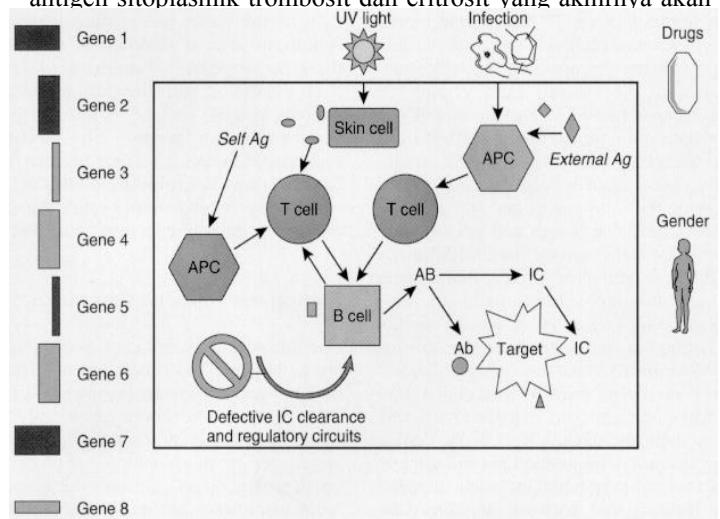 antigen sitoplasmik trombosit dan eritrosit yang akhirnya akan
UV light
Infection
Drugs
Gene 1
Gene 2
Gene 3
Gene 4
Gene 5
Gene 6
Gene 7
Gene 8
Self Ag
Skin cell
APC
External Ag
T cell
T cell
APC
Gender
AB
IC
B cell
Ab
Target
IC
Defective IC clearance
and regulatory circuits